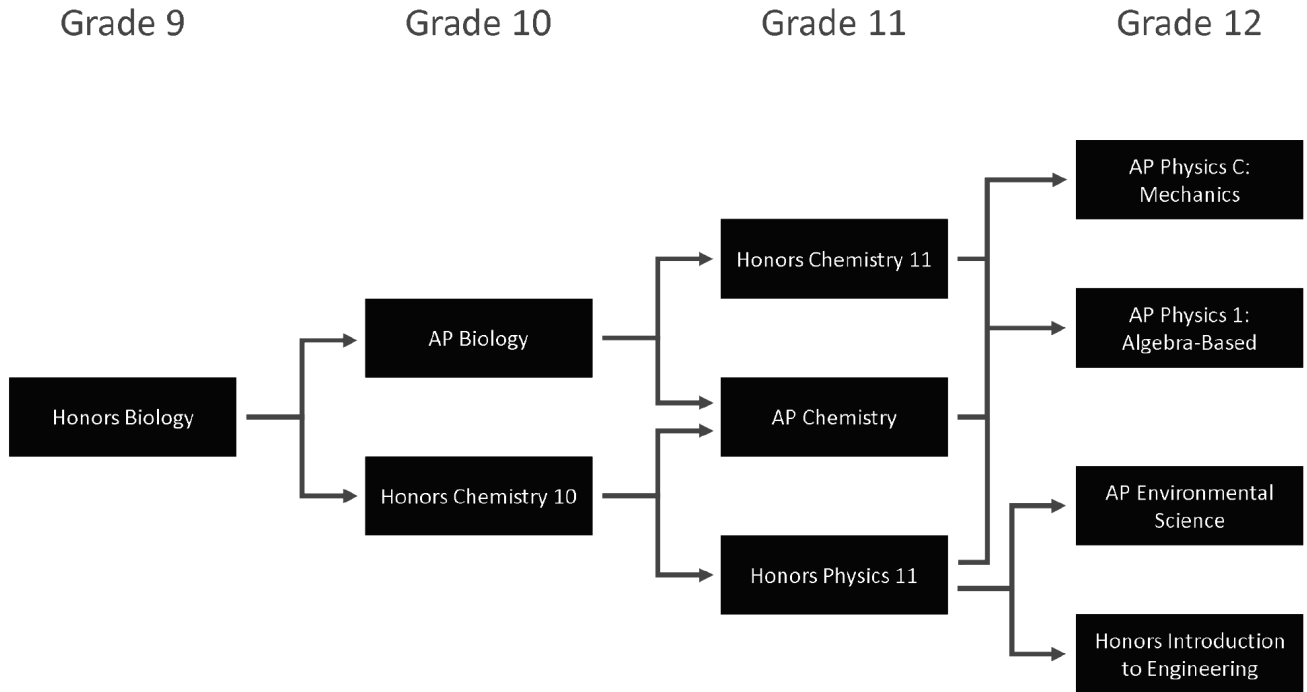 Grade 9
Grade 10
Grade 11
Grade 12
Honors Biology
AP Biology
Honors Chemistry 10
Honors Chemistry 11
AP Chemistry
Honors Physics 11
AP Physics C:
Mechanics
AP Physics 1:
Algebra-Based
AP Environmental
Science
Honors Introduction
to Engineering